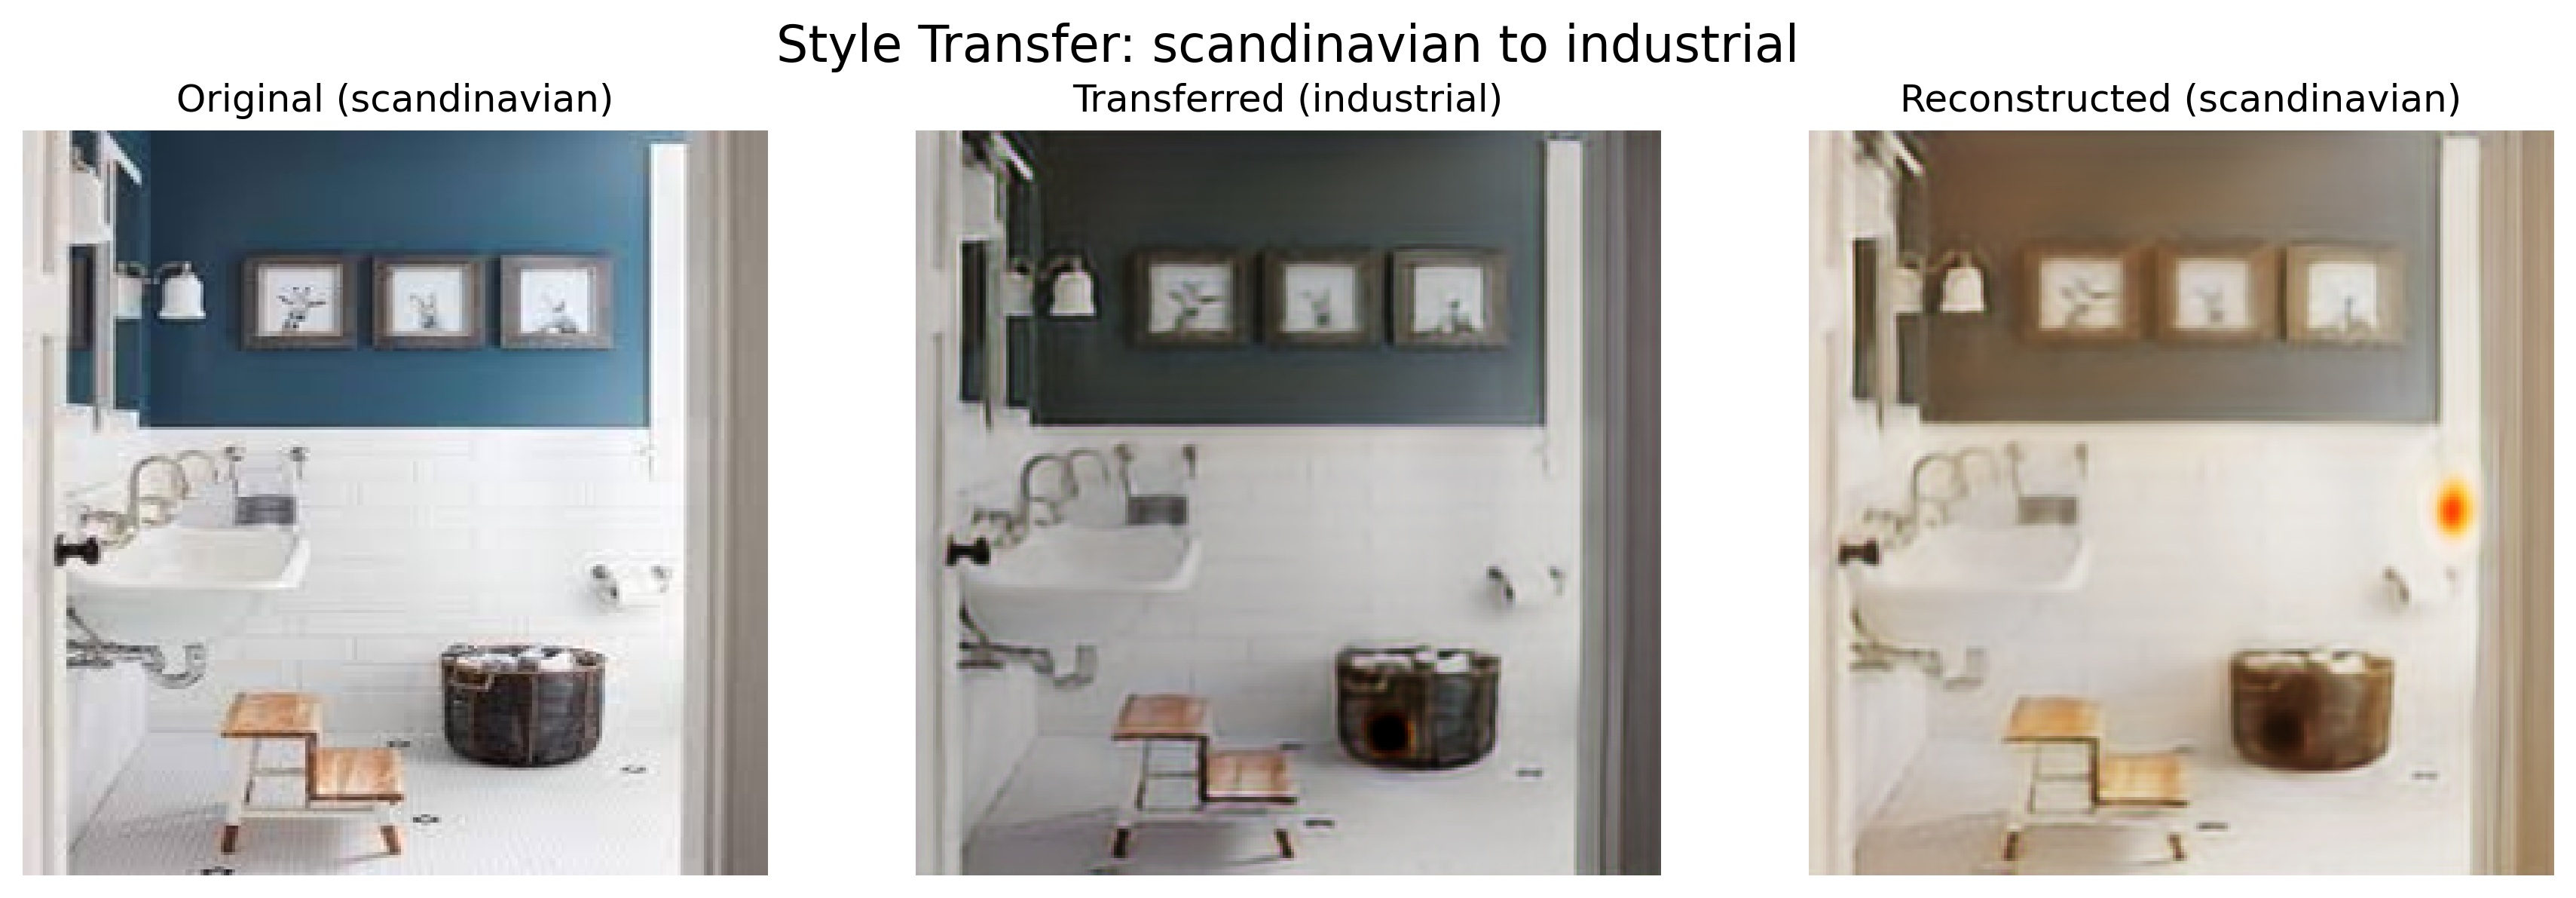 Style Transfer: scandinavian to industrial
Original (scandinavian)
Transferred (industrial)
Reconstructed (scandinavian)